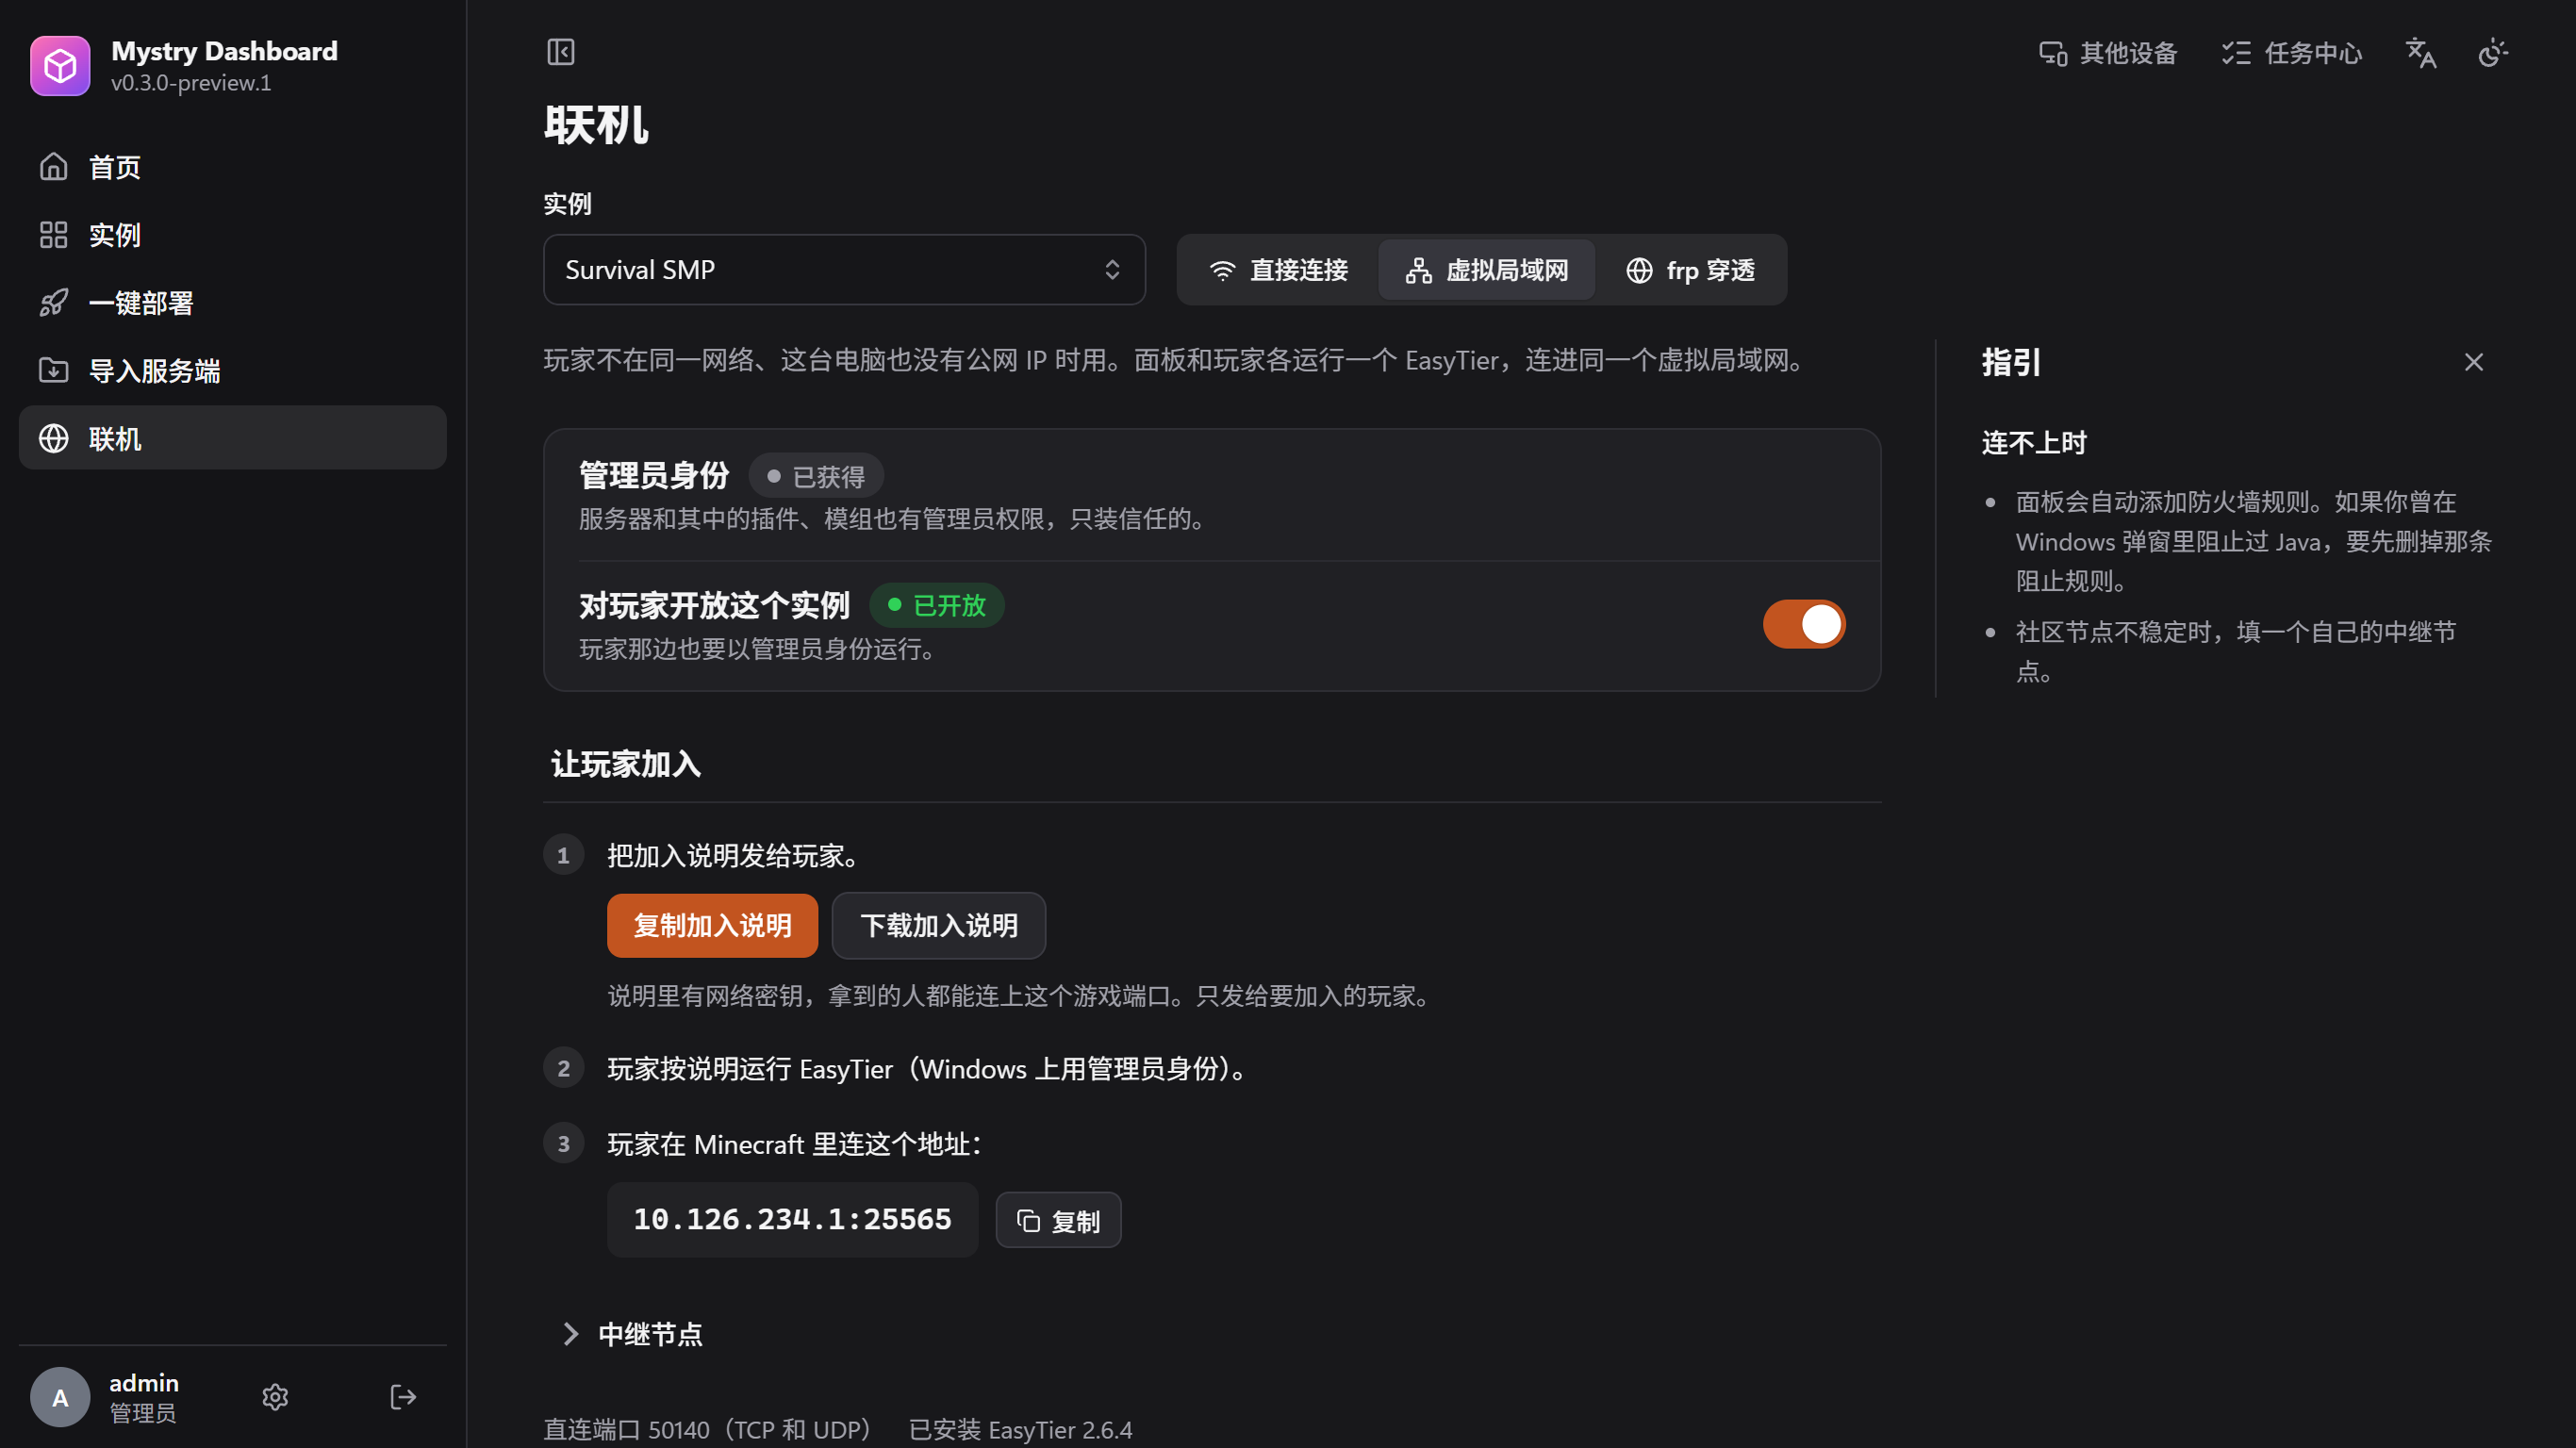 Mystry Dashboard
v0.3.0-preview.1
首页
实例
一键部署
导入服务端
联机
admin
管理员
A
其他设备
任务中心
联机
实例
Survival SMP
直接连接
虚拟局域网
frp 穿透
玩家不在同一网络、这台电脑也没有公网 IP 时用。面板和玩家各运行一个 EasyTier，连进同一个虚拟局域网。
管理员身份
已获得
服务器和其中的插件、模组也有管理员权限，只装信任的。
对玩家开放这个实例
已开放
玩家那边也要以管理员身份运行。
让玩家加入
1
把加入说明发给玩家。
复制加入说明
下载加入说明
说明里有网络密钥，拿到的人都能连上这个游戏端口。只发给要加入的玩家。
2
玩家按说明运行 EasyTier（Windows 上用管理员身份）。
3
玩家在 Minecraft 里连这个地址：
10.126.234.1:25565
复制
中继节点
直连端口 50140（TCP 和 UDP）
已安装 EasyTier 2.6.4
指引
连不上时
面板会自动添加防火墙规则。如果你曾在
Windows 弹窗里阻止过 Java，要先删掉那条
阻止规则。
社区节点不稳定时，填一个自己的中继节
点。